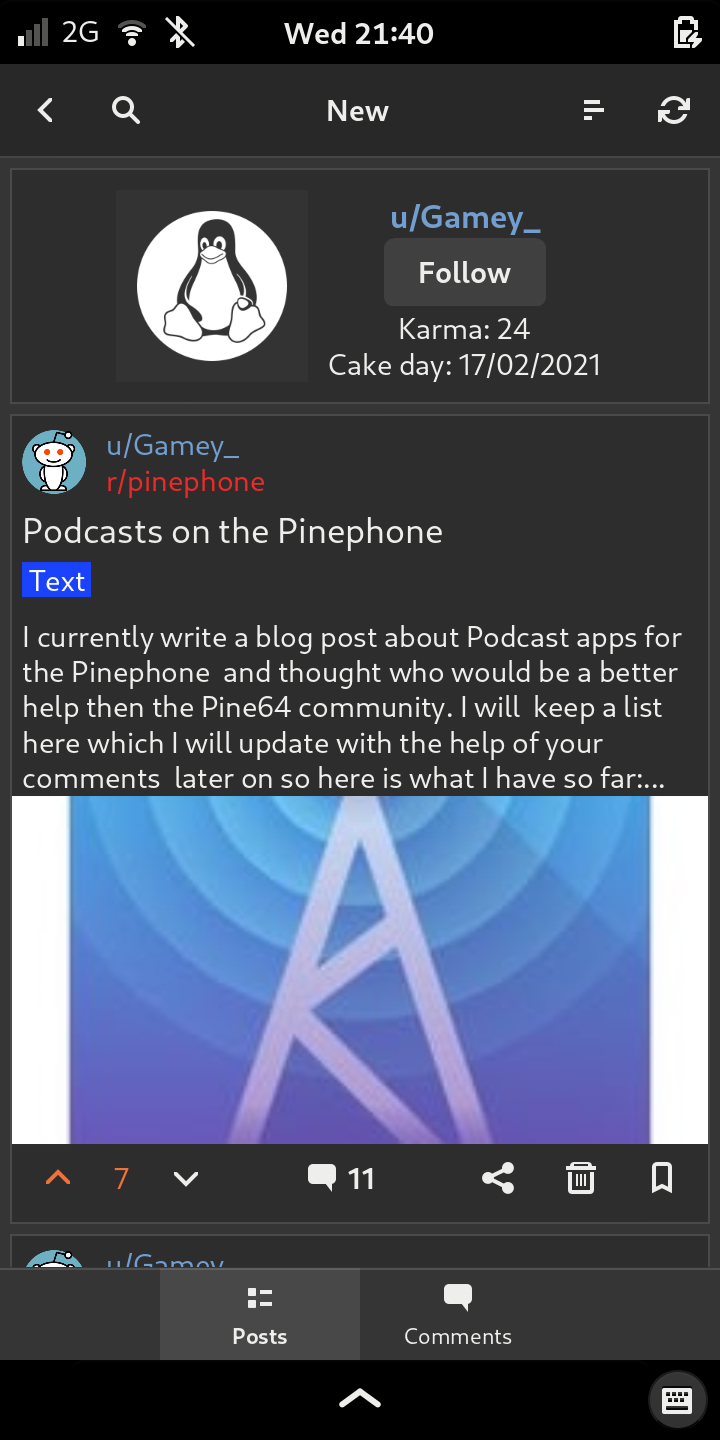 2G Wed 21:40
New
u/Gamey_
Follow
Karma: 24
Cake day: 17/02/2021
u/Gamey_
r/pinephone
Podcasts on the Pinephone
Text
I currently write a blog post about Podcast apps for
the Pinephone  and thought who would be a better
help then the Pine64 community. I will  keep a list
here which I will update with the help of your
comments  later on so here is what I have so far:...
7 11
u/Gamey_
Posts Comments